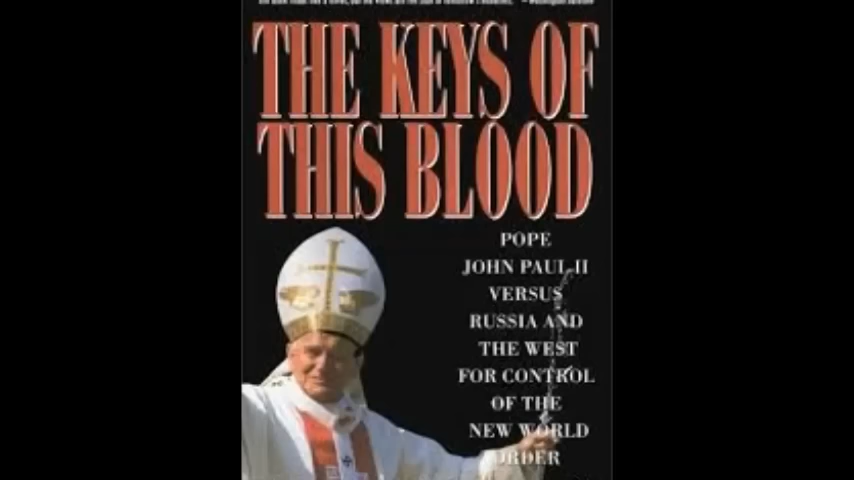 THE KEYS OF
THIS BLOOD
POPE
JOHN PAUL II
VERSUS
RUSSIA AND
THE WEST
FOR CONTROL
OF THE
NEW WORLD
ORDER